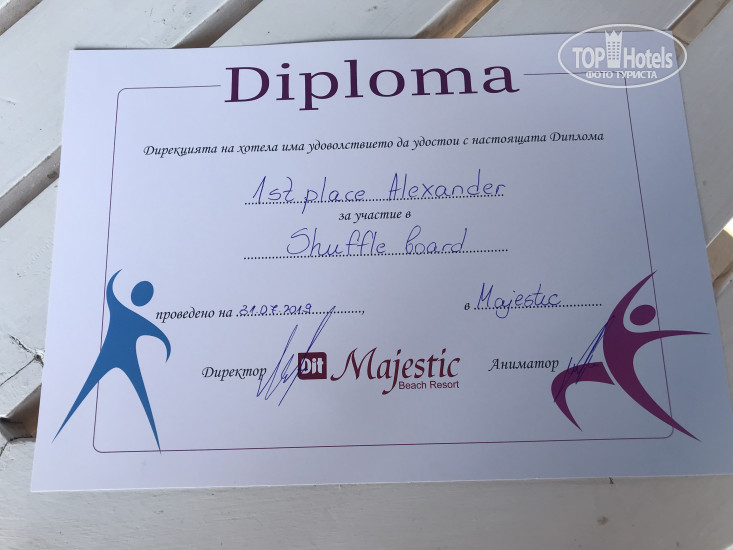 TOP Hotels
ФОТО ТУРИСТА
Diploma
Дирекцията на хотела има удоволствието да удостои с настоящата Диплома
1st place Alexander
за участие в
Shuffle board
проведено на 31.07.2019, в Majestic
Директор
Dit Majestic
Beach Resort
Аниматор